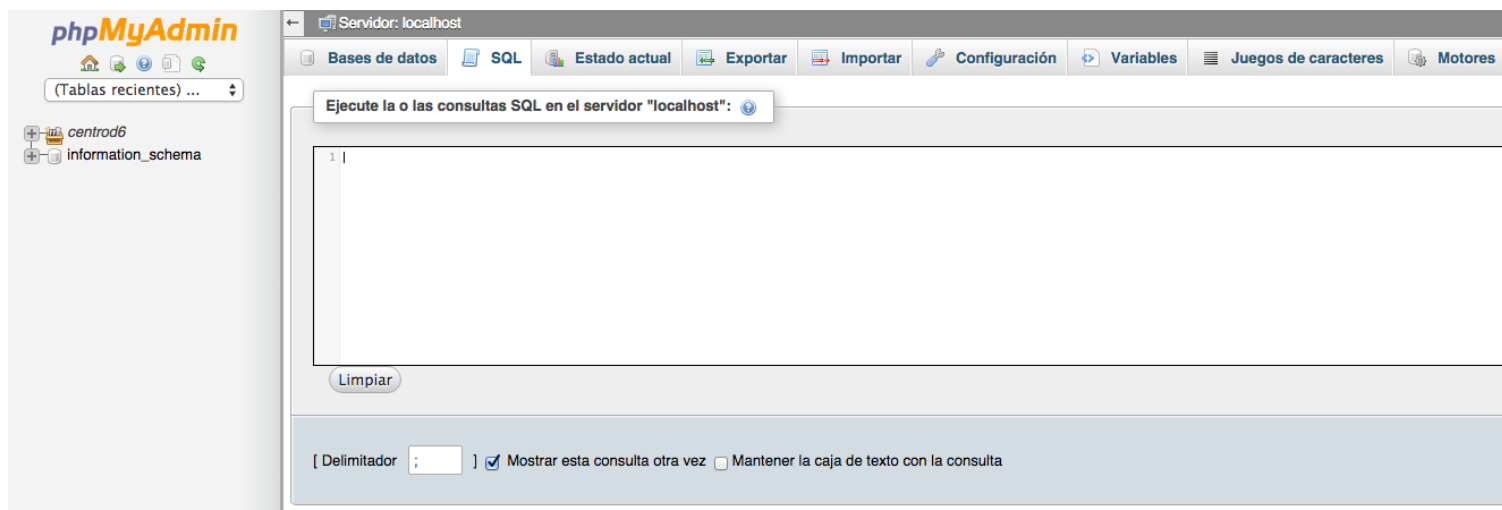 phpMyAdmin
(Tablas recientes) ...
centrod6
information_schema
Servidor: localhost
Bases de datos SQL Estado actual Exportar Importar Configuración Variables Juegos de caracteres Motores
Ejecute la o las consultas SQL en el servidor "localhost":
1
Limpiar
[ Delimitador ; ] Mostrar esta consulta otra vez Mantener la caja de texto con la consulta